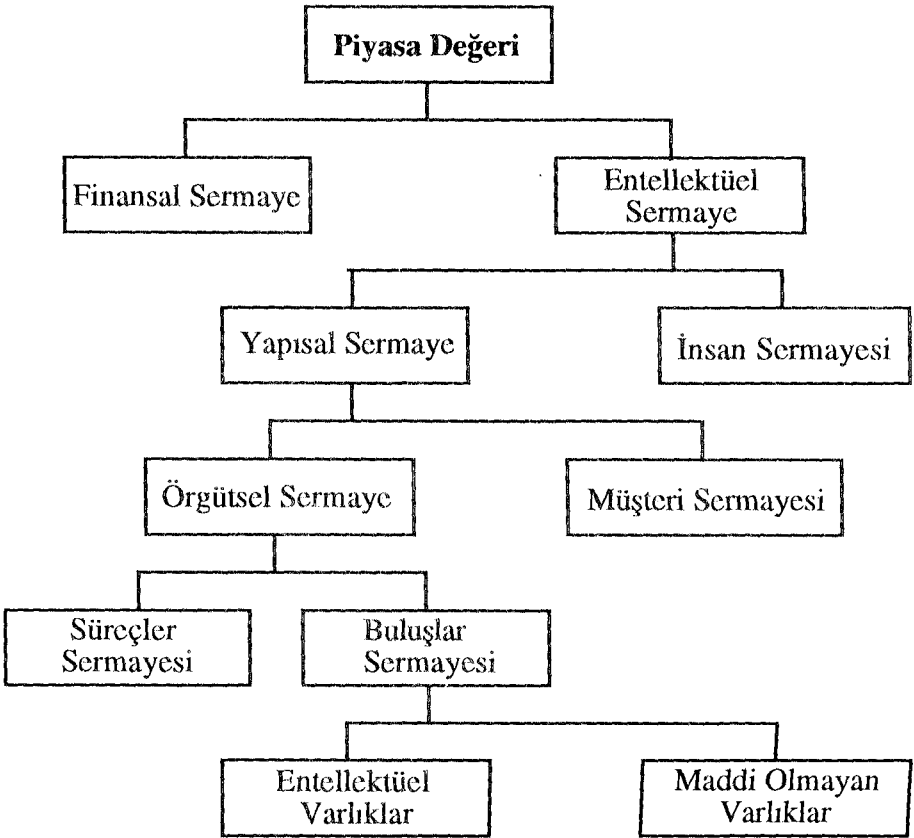 Piyasa Değeri
Finansal Sermaye
Entellektüel
Sermaye
Yapısal Sermaye
İnsan Sermayesi
Örgütsel Sermaye
Müşteri Sermayesi
Süreçler
Sermayesi
Buluşlar
Sermayesi
Entellektüel
Varlıklar
Maddi Olmayan
Varlıklar